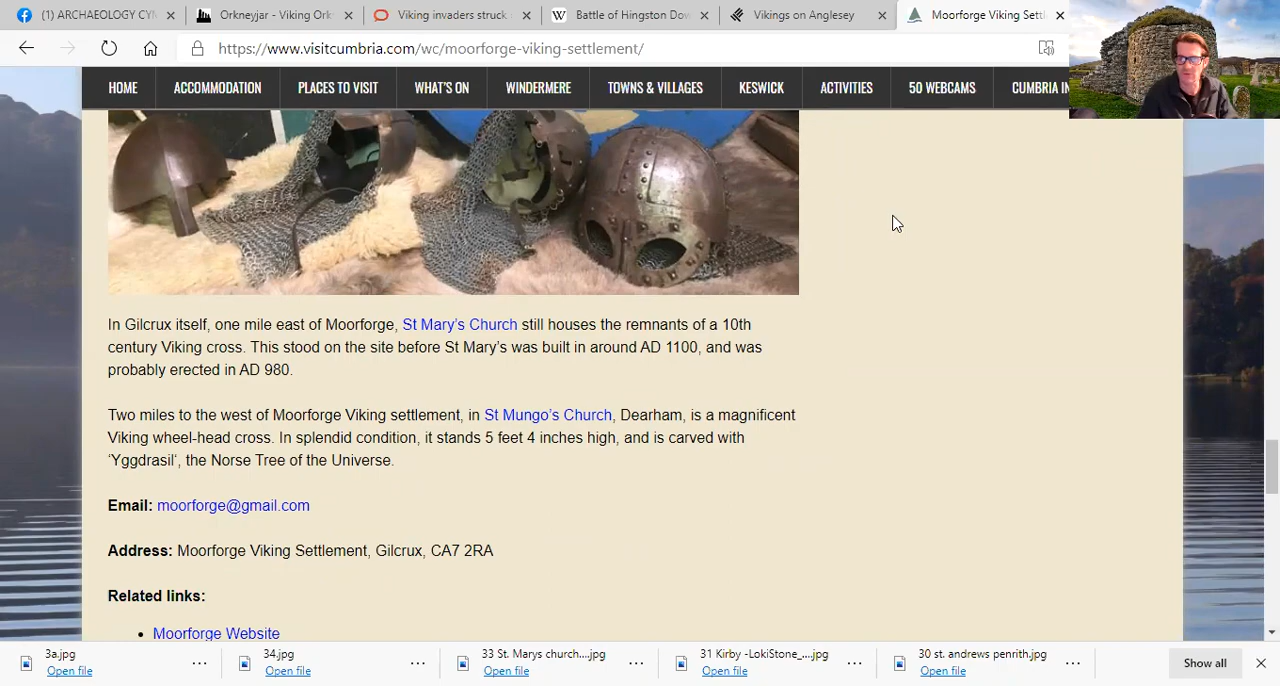 (1) ARCHAEOLOGY CYM
Orkneyjar - Viking Ork
Viking invaders struck
Battle of Hingston Dow
Vikings on Anglesey
Moorforge Viking Settl
https://www.visitcumbria.com/wc/moorforge-viking-settlement/
HOME ACCOMMODATION PLACES TO VISIT WHAT'S ON WINDERMERE TOWNS & VILLAGES KESWICK ACTIVITIES 50 WEBCAMS CUMBRIA IN
In Gilcrux itself, one mile east of Moorforge, St Mary's Church still houses the remnants of a 10th
century Viking cross. This stood on the site before St Mary's was built in around AD 1100, and was
probably erected in AD 980.
Two miles to the west of Moorforge Viking settlement, in St Mungo's Church, Dearham, is a magnificent
Viking wheel-head cross. In splendid condition, it stands 5 feet 4 inches high, and is carved with
'Yggdrasil', the Norse Tree of the Universe.
Email: moorforge@gmail.com
Address: Moorforge Viking Settlement, Gilcrux, CA7 2RA
Related links:
• Moorforge Website
3a.jpg
Open file
34.jpg
Open file
33 St. Marys church....jpg
Open file
31 Kirby -LokiStone_....jpg
Open file
30 st. andrews penrith.jpg
Open file
Show all